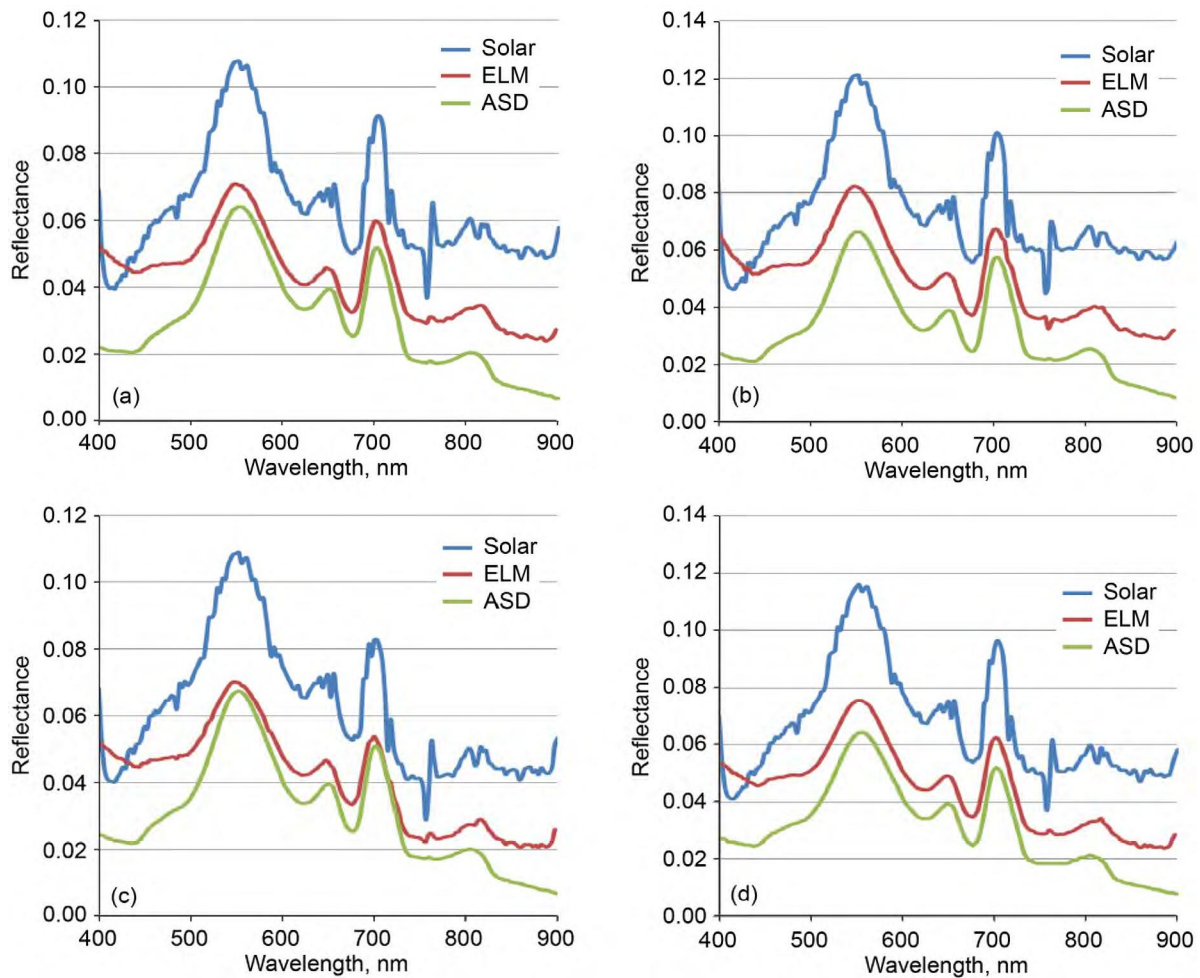 0.12
0.10
0.08
0.06
0.04
0.02
0.00
Reflectance
Solar
ELM
ASD
(a)
400 500 600 700 800 900
Wavelength, nm
0.14
0.12
0.10
0.08
0.06
0.04
0.02
0.00
Reflectance
Solar
ELM
ASD
(b)
400 500 600 700 800 900
Wavelength, nm
0.12
0.10
0.08
0.06
0.04
0.02
0.00
Reflectance
Solar
ELM
ASD
(c)
400 500 600 700 800 900
Wavelength, nm
0.14
0.12
0.10
0.08
0.06
0.04
0.02
0.00
Reflectance
Solar
ELM
ASD
(d)
400 500 600 700 800 900
Wavelength, nm